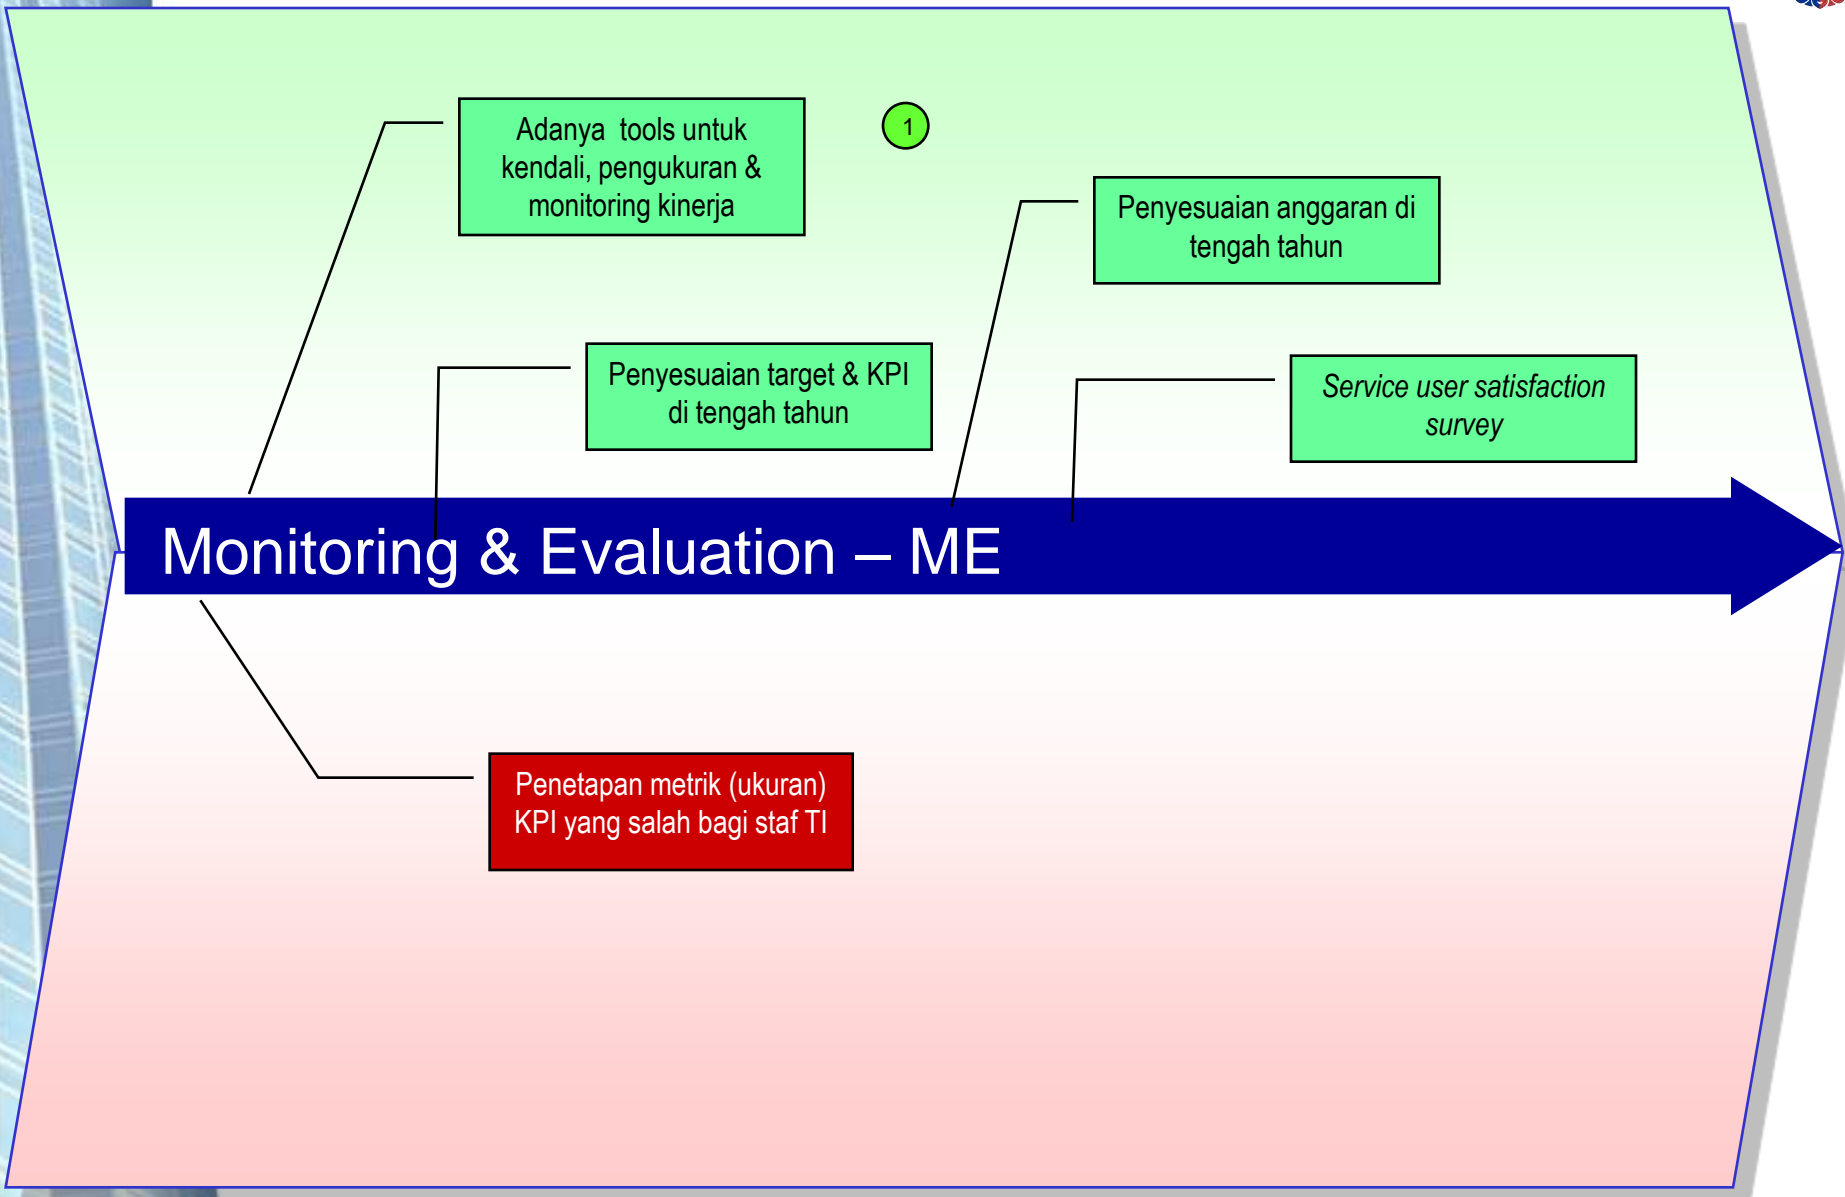 Adanya  tools untuk
kendali, pengukuran &
monitoring kinerja
1
Penyesuaian anggaran di
tengah tahun
Penyesuaian target & KPI
di tengah tahun
Service user satisfaction
survey
Monitoring & Evaluation – ME
Penetapan metrik (ukuran)
KPI yang salah bagi staf TI